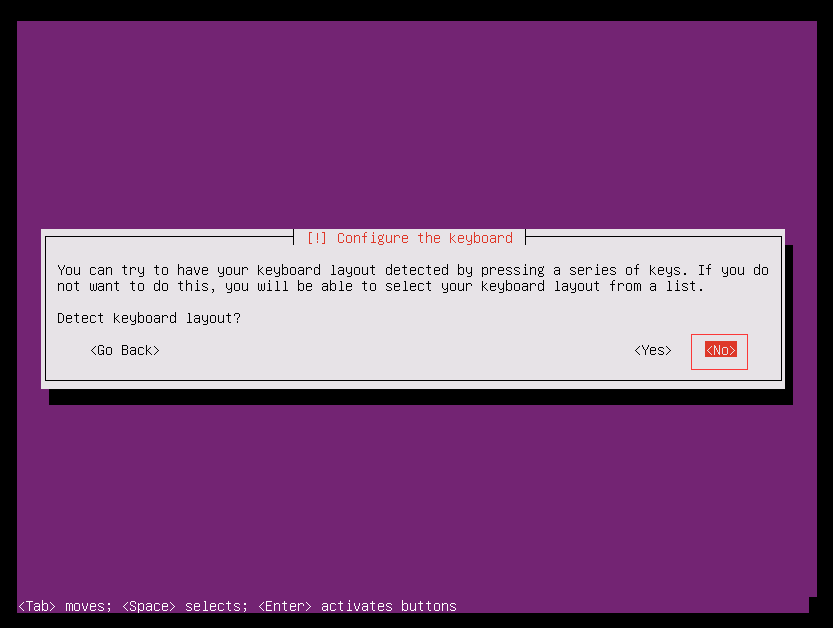 [!] Configure the keyboard
You can try to have your keyboard layout detected by pressing a series of keys. If you do
not want to do this, you will be able to select your keyboard layout from a list.
Detect keyboard layout?
<Go Back> <Yes> <No>
<Tab> moves; <Space> selects; <Enter> activates buttons